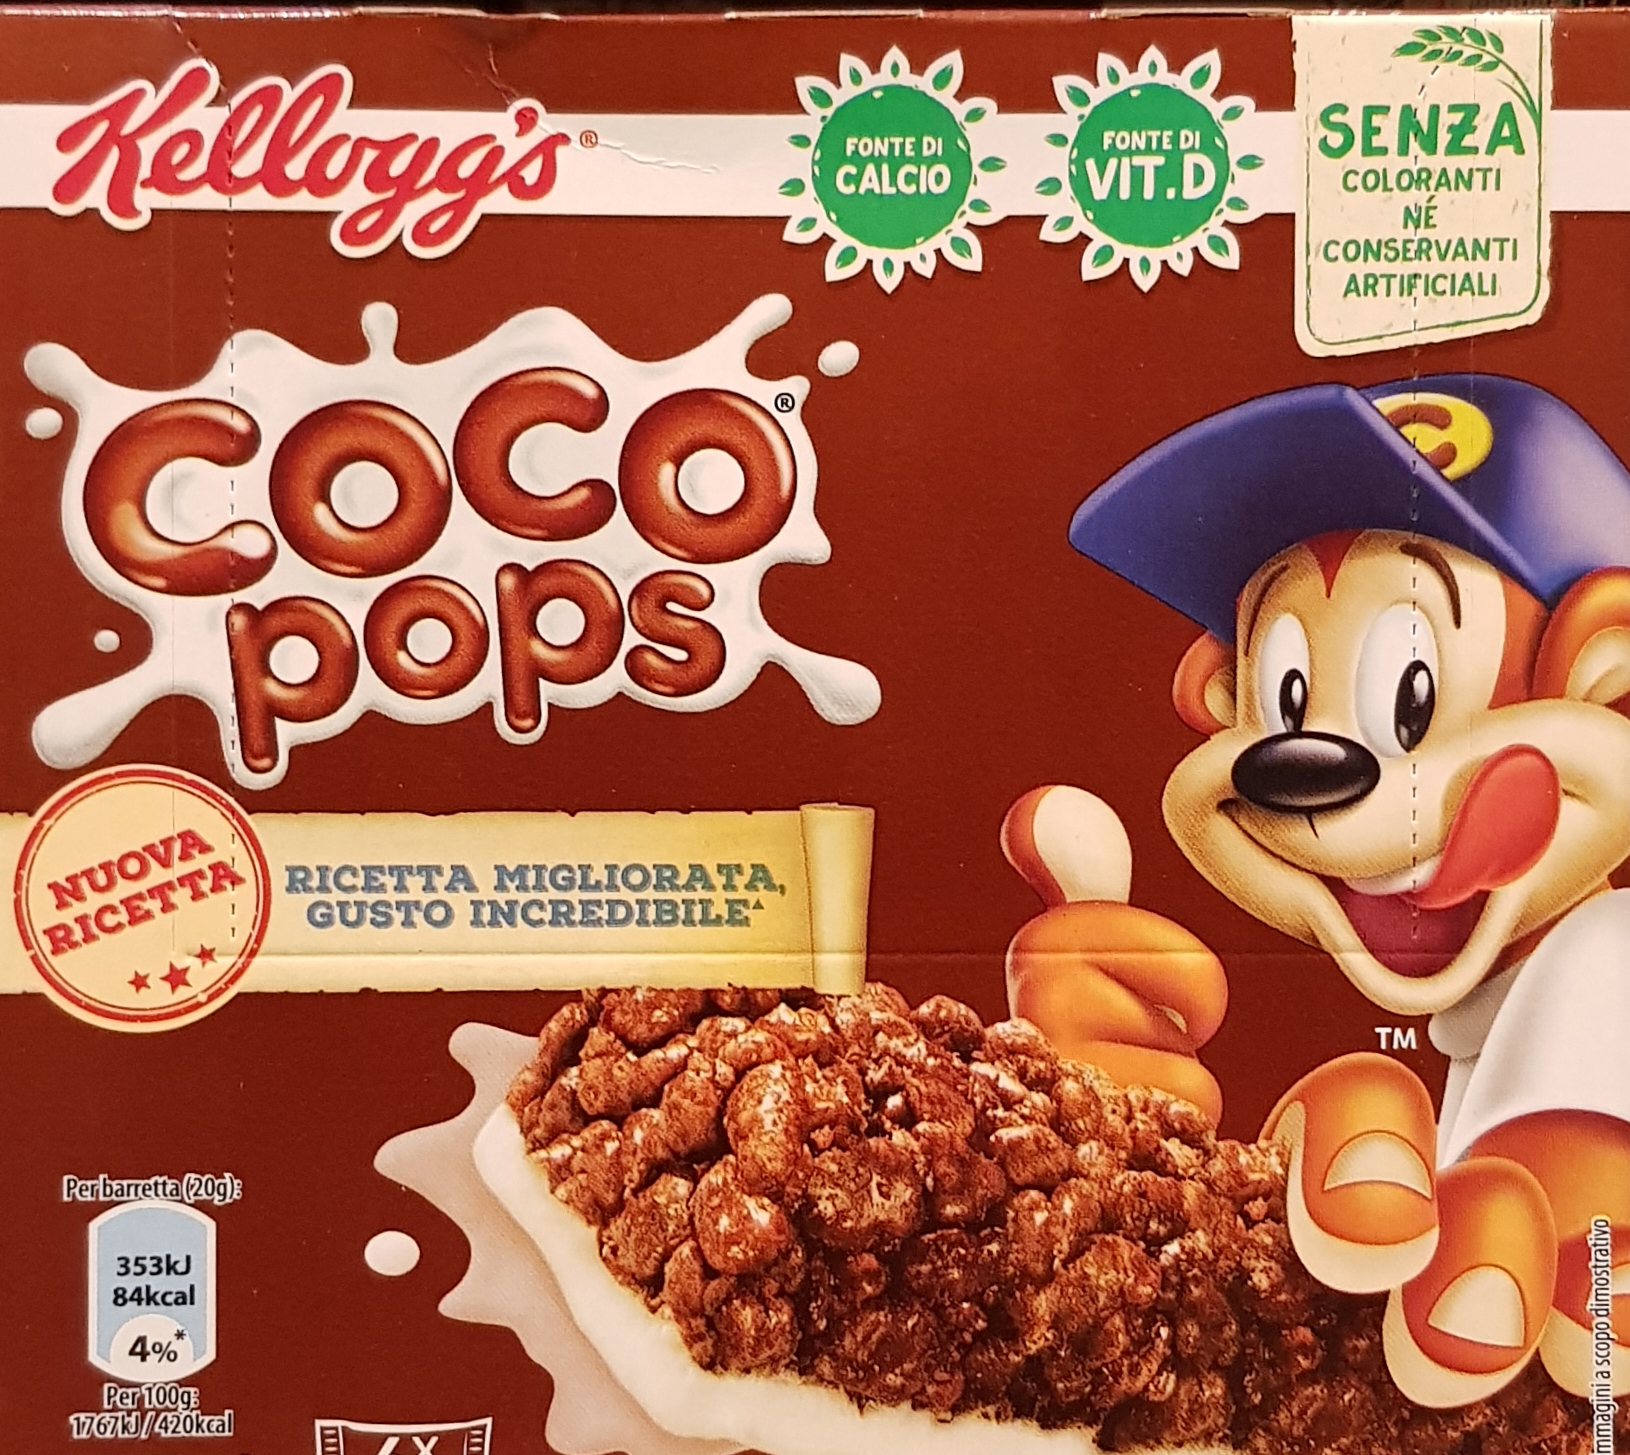 Kellogg's®
FONTE DI
CALCIO
FONTE DI
VIT.D
SENZA
COLORANTI
NÉ
CONSERVANTI
ARTIFICIALI
COCO®
POPS
NUOVA
RICETTA
RICETTA MIGLIORATA,
GUSTO INCREDIBILE▲
TM
Per barretta (20g):
353kJ
84kcal
4%*
Per 100g:
1767kJ / 420kcal
a scopo dimostrativo